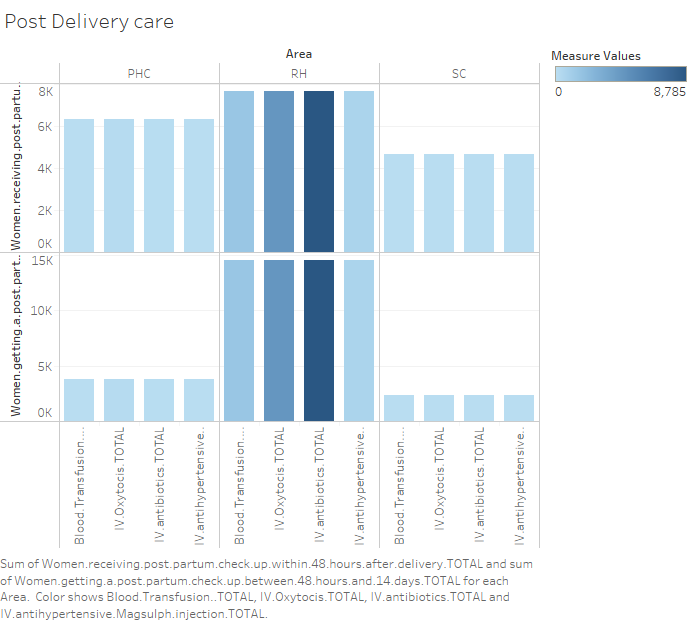 Post Delivery care
Area
Measure Values
PHC RH SC
0 8,785
Women.receiving.post.partu..
8K
6K
4K
2K
0K
Women.getting.a.post.part..
15K
10K
5K
0K
Blood.Transfusion....
IV.Oxytocis.TOTAL
IV.antibiotics.TOTAL
IV.antihypertensive..
Blood.Transfusion....
IV.Oxytocis.TOTAL
IV.antibiotics.TOTAL
IV.antihypertensive..
Blood.Transfusion....
IV.Oxytocis.TOTAL
IV.antibiotics.TOTAL
IV.antihypertensive..
Sum of Women.receiving.post.partum.check.up.within.48.hours.after.delivery.TOTAL and sum
of Women.getting.a.post.partum.check.up.between.48.hours.and.14.days.TOTAL for each
Area.  Color shows Blood.Transfusion..TOTAL, IV.Oxytocis.TOTAL, IV.antibiotics.TOTAL and
IV.antihypertensive.Magsulph.injection.TOTAL.